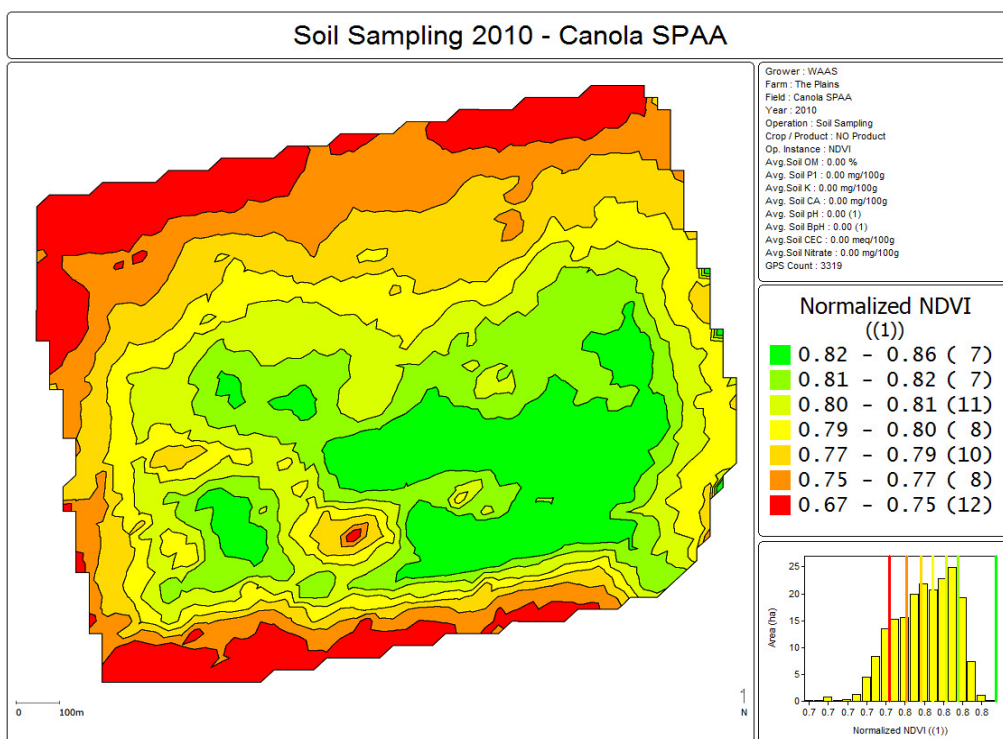 Soil Sampling 2010 - Canola SPAA
Grower : WAAS
Farm : The Plains
Field : Canola SPAA
Year : 2010
Operation : Soil Sampling
Crop / Product : NO Product
Op. Instance : NDVI
Avg.Soil OM : 0.00 %
Avg. Soil P1 : 0.00 mg/100g
Avg.Soil K : 0.00 mg/100g
Avg.Soil CA : 0.00 mg/100g
Avg. Soil pH : 0.00 (1)
Avg. Soil BpH : 0.00 (1)
Avg.Soil CEC : 0.00 meq/100g
Avg.Soil Nitrate : 0.00 mg/100g
GPS Count : 3319
Normalized NDVI
((1))
0.82 - 0.86 ( 7)
0.81 - 0.82 ( 7)
0.80 - 0.81 (11)
0.79 - 0.80 ( 8)
0.77 - 0.79 (10)
0.75 - 0.77 ( 8)
0.67 - 0.75 (12)
25
20
15
10
5
0
Area (ha)
0.7 0.7 0.7 0.7 0.7 0.8 0.8 0.8 0.8 0.8
Normalized NDVI ((1))
0 100m
1
N